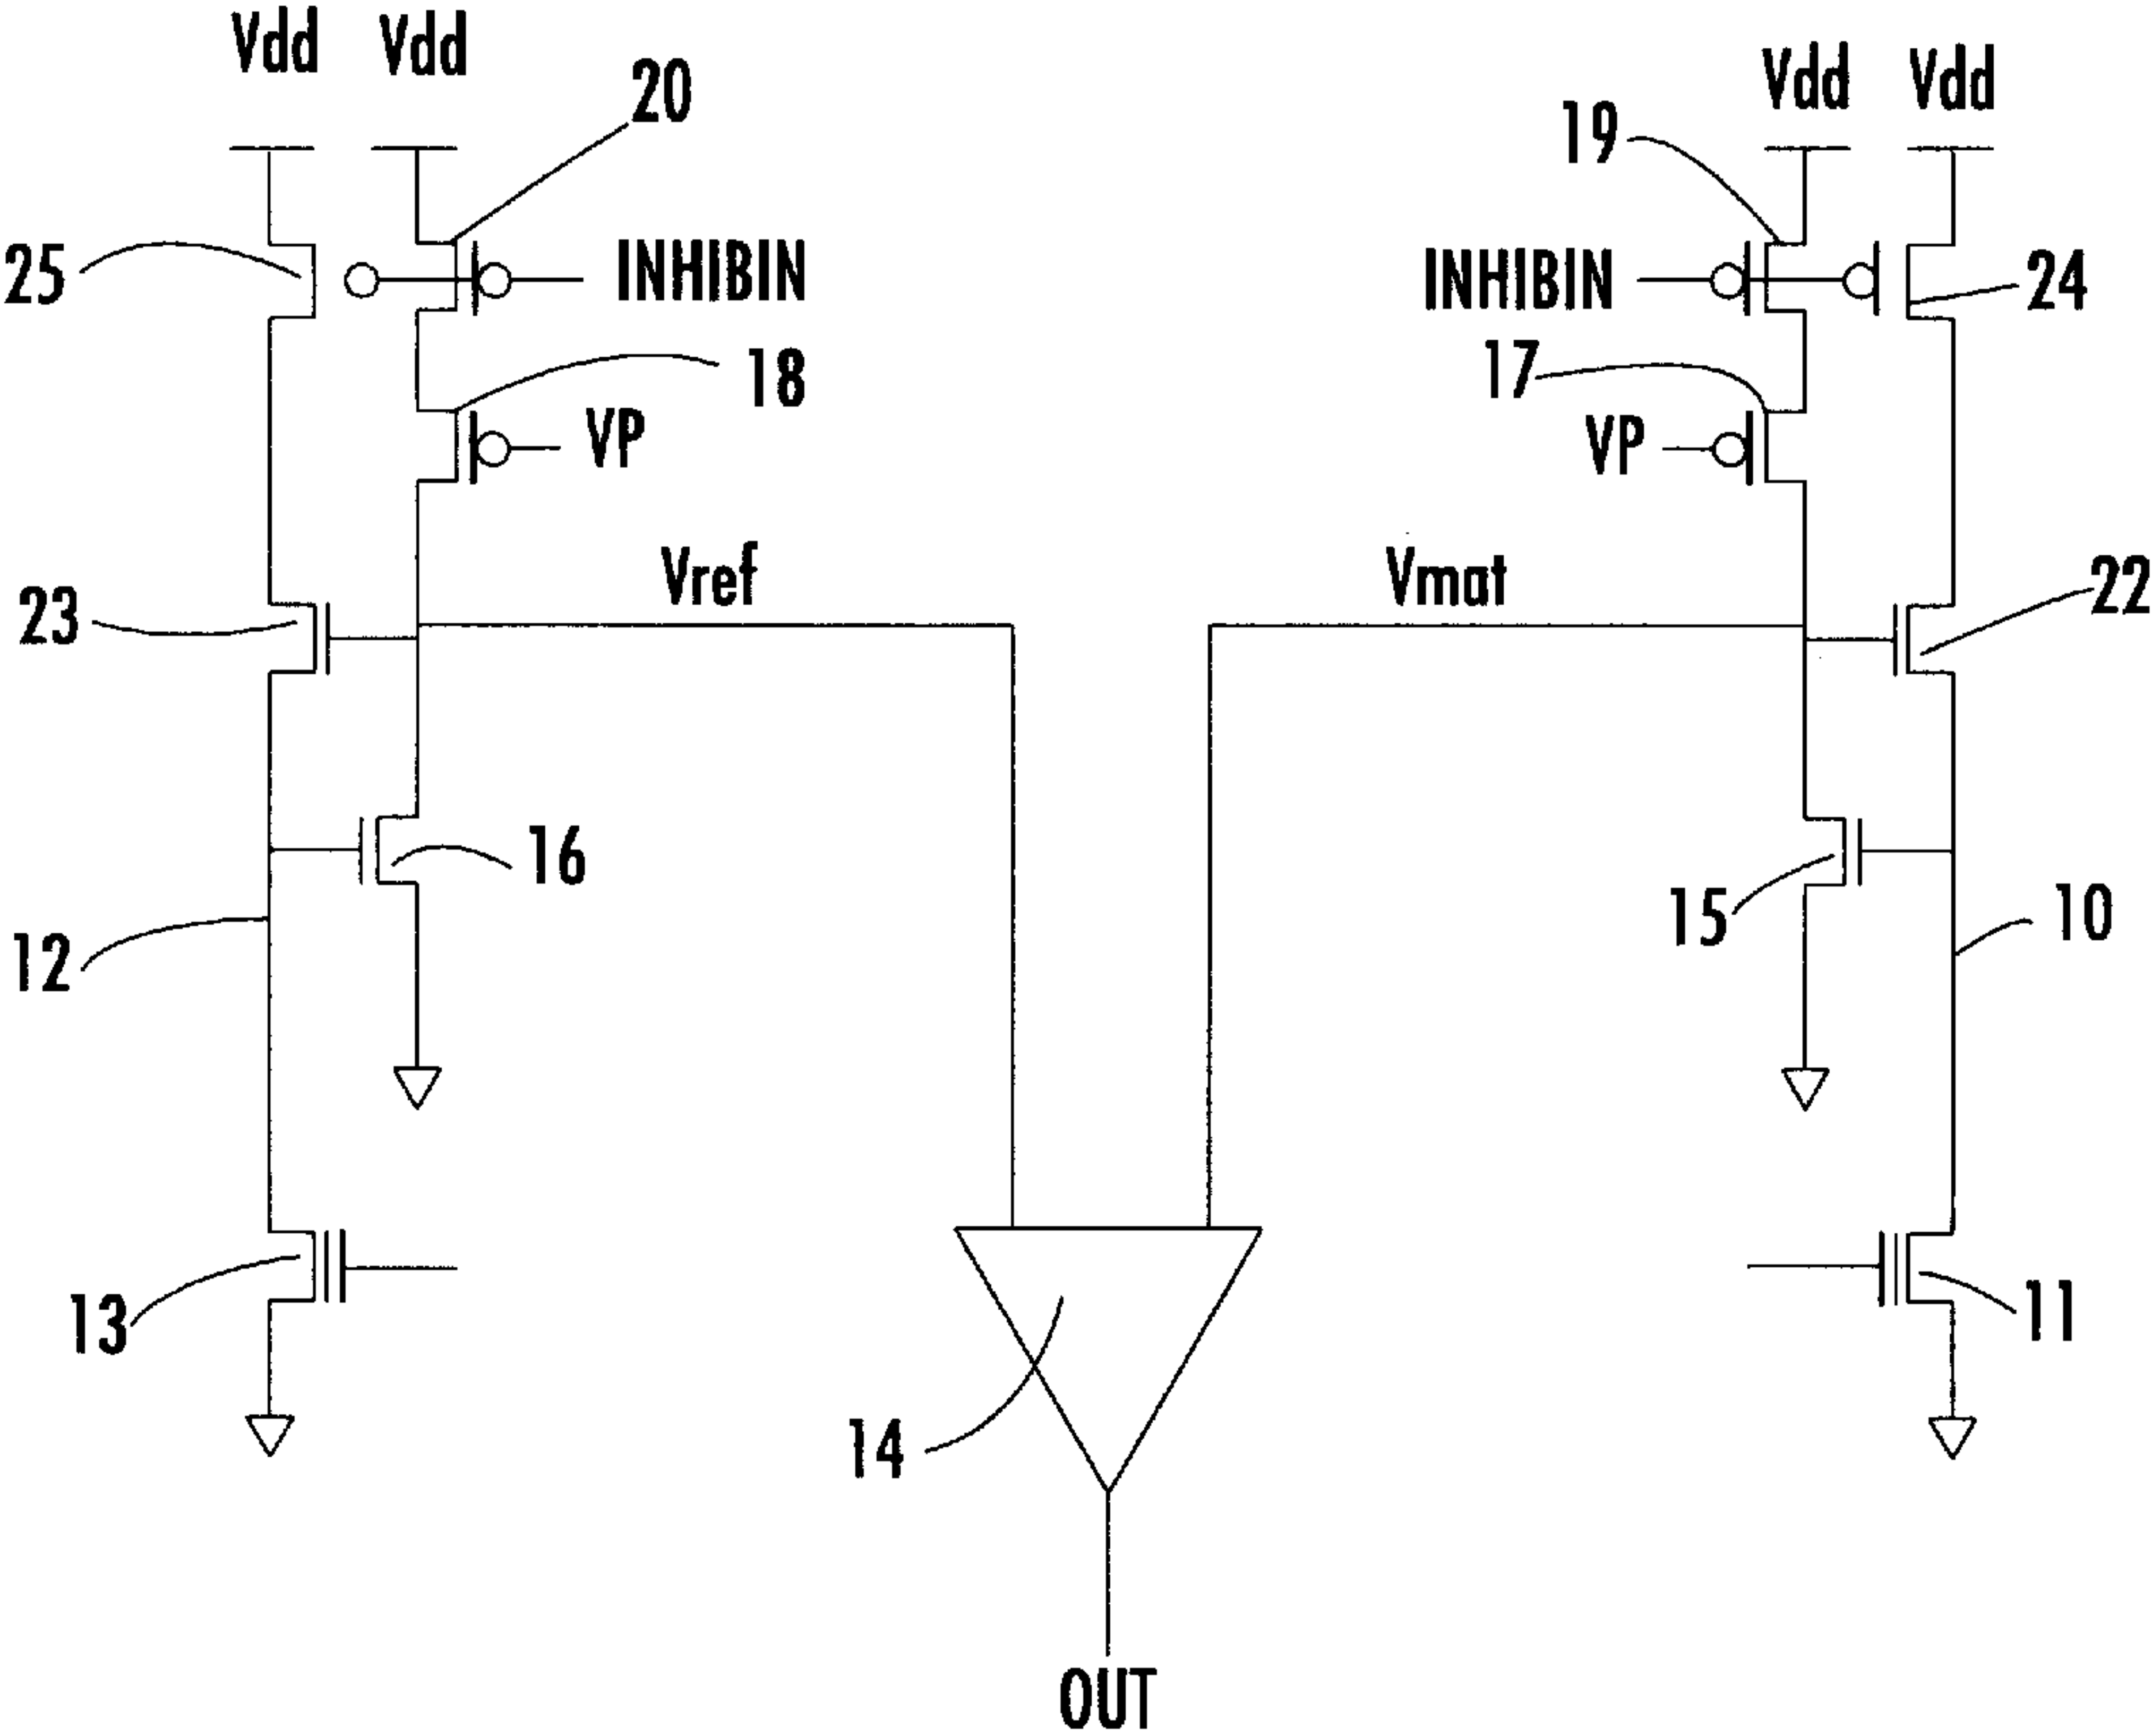 Vdd Vdd
Vdd Vdd
20
19
25
INHIBIN
INHIBIN
24
18
17
VP
VP
Vref
Vmat
23
22
16
15
10
12
13
11
14
OUT